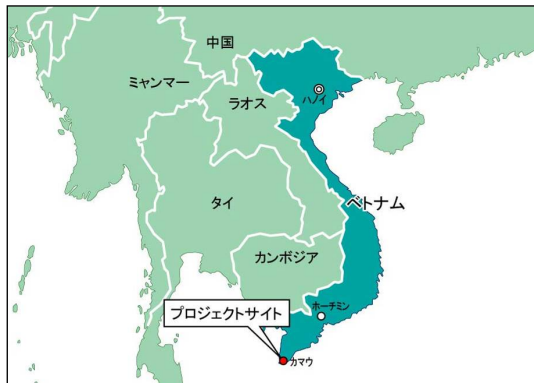 中国
ミャンマー
ハノイ
ラオス
タイ
ベトナム
カンボジア
プロジェクトサイト
ホーチミン
カマウ